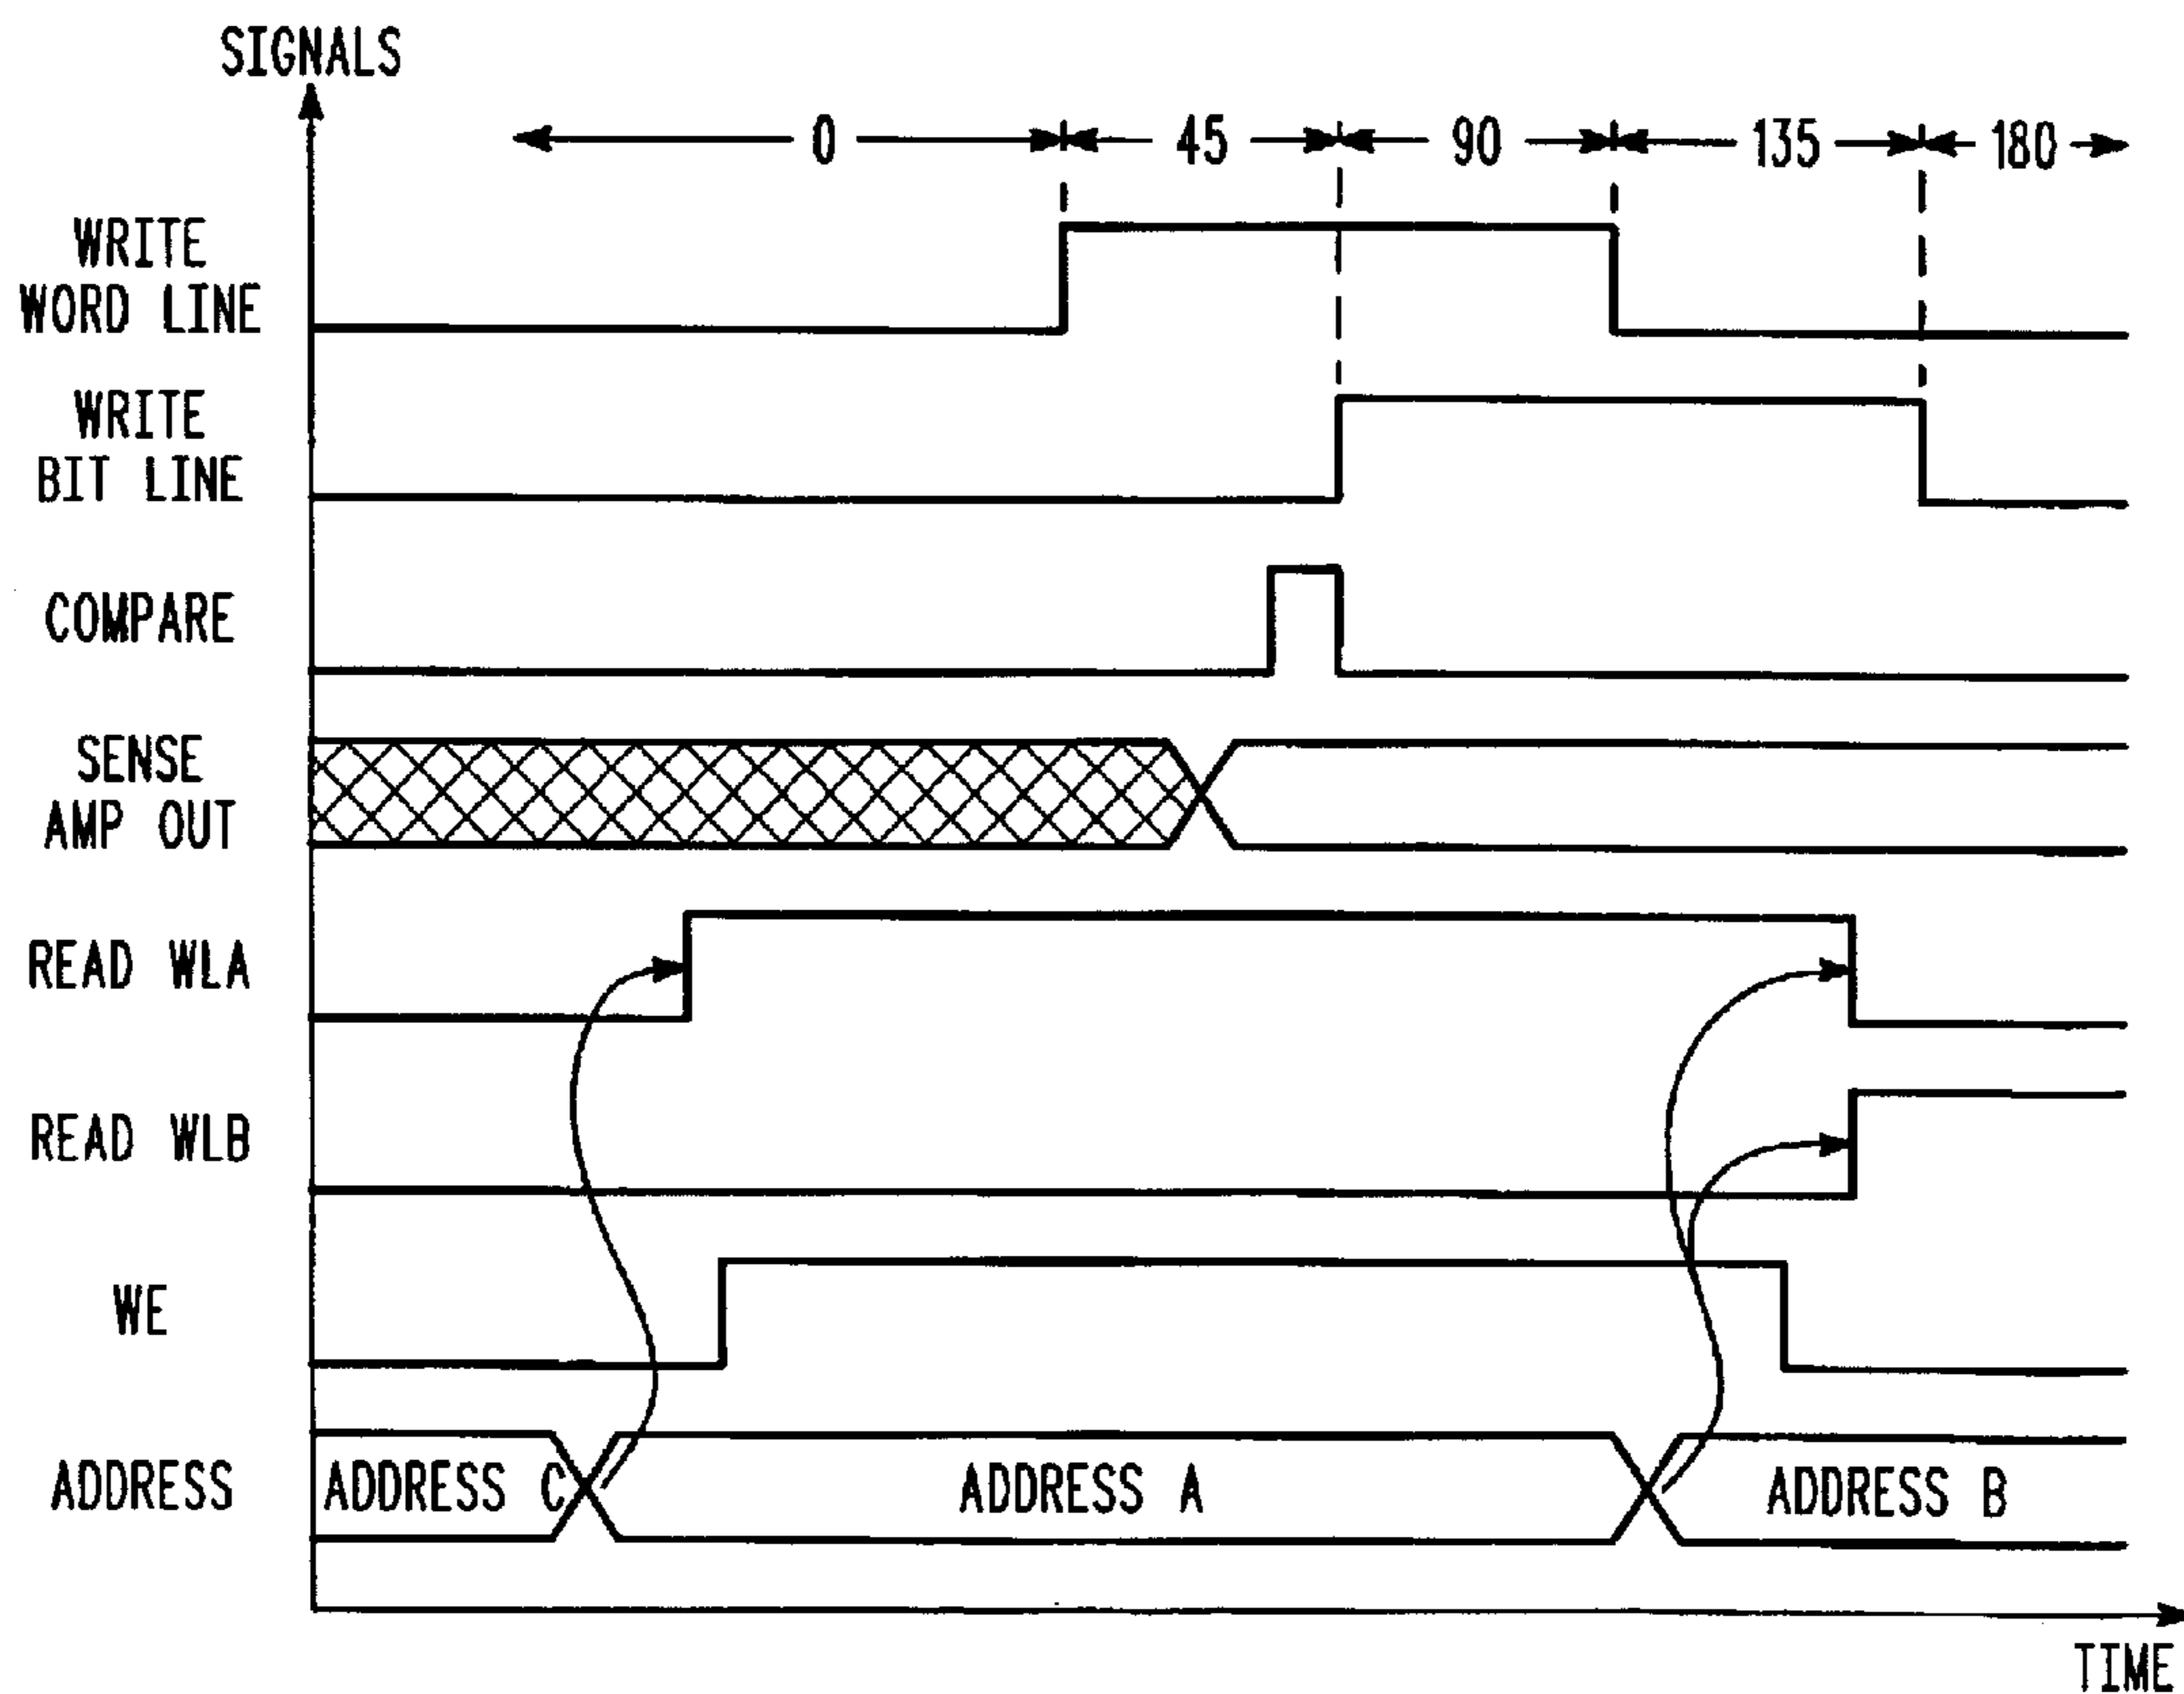 SIGNALS
0 45 90 135 180
WRITE
WORD LINE
WRITE
BIT LINE
COMPARE
SENSE
AMP OUT
READ WLA
READ WLB
WE
ADDRESS ADDRESS C ADDRESS A ADDRESS B
TIME